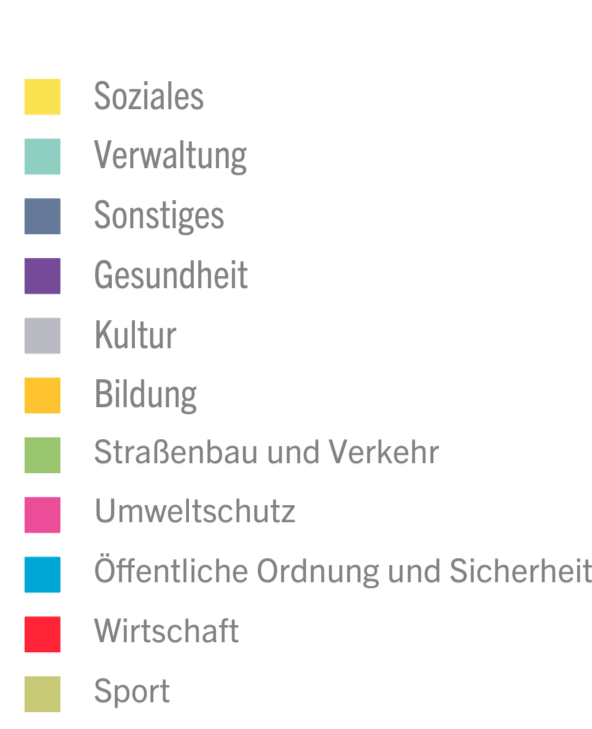 Soziales
Verwaltung
Sonstiges
Gesundheit
Kultur
Bildung
Straßenbau und Verkehr
Umweltschutz
Öffentliche Ordnung und Sicherheit
Wirtschaft
Sport